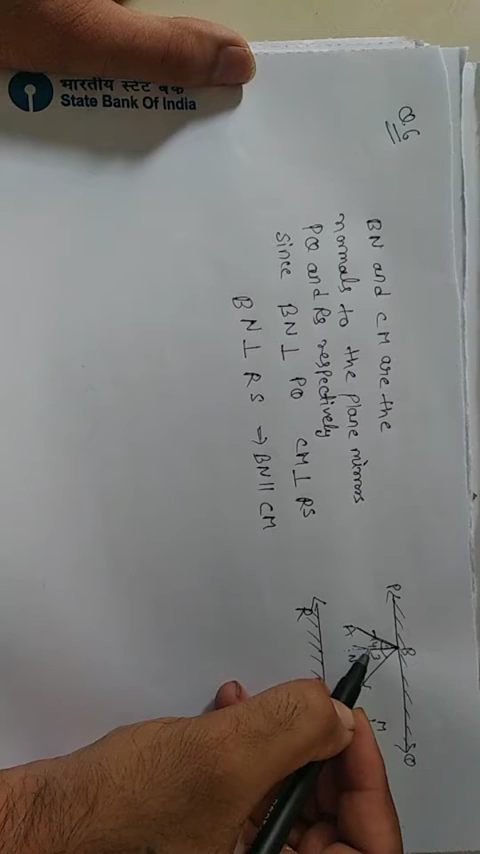 भारतीय स्टेट बैंक
State Bank Of India
Q.6
BN and CM are the
normals to the plane mirrors
PQ and RS respectively
since BN ⊥ PQ CM ⊥ RS
BN ⊥ RS ⇒ BN || CM
P B Q
A N M
R